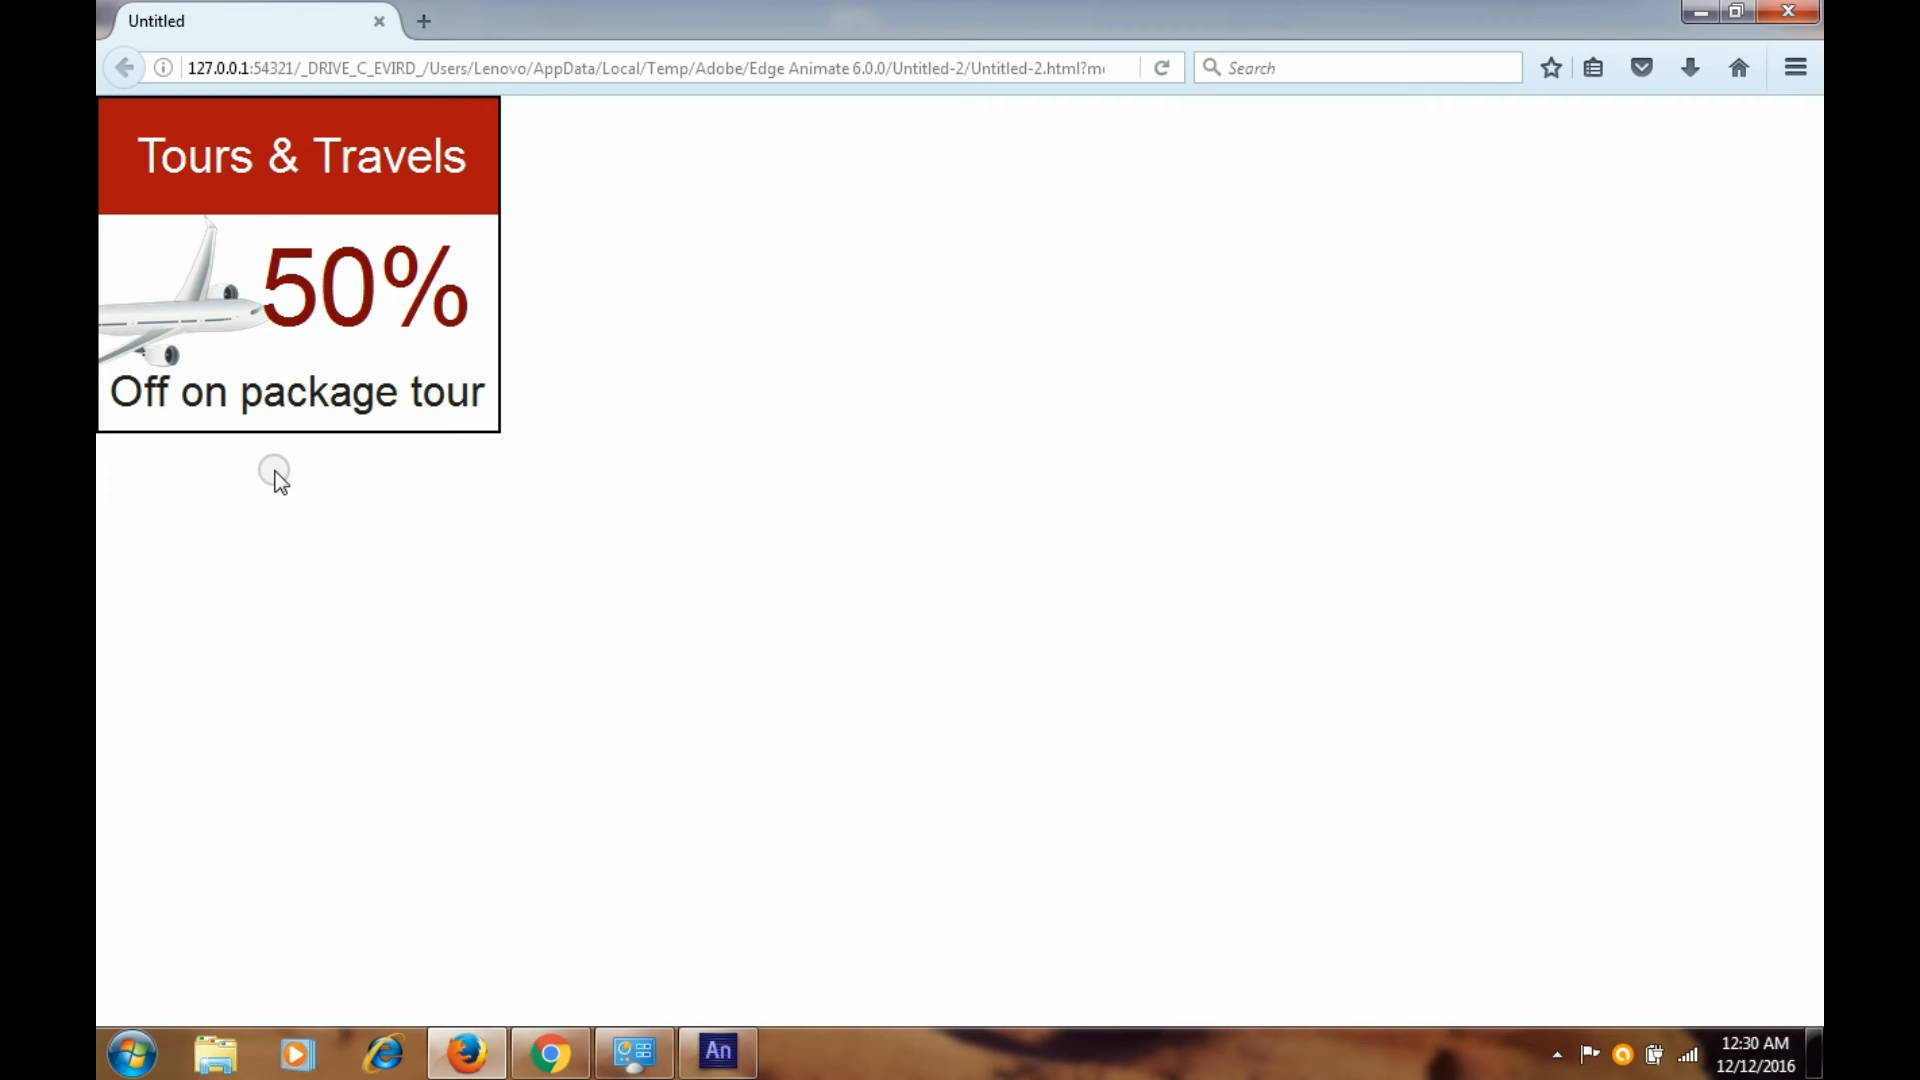 Untitled
127.0.0.1:54321/_DRIVE_C_EVIRD_/Users/Lenovo/AppData/Local/Temp/Adobe/Edge Animate 6.0.0/Untitled-2/Untitled-2.html?m
Search
Tours & Travels
50%
Off on package tour
An
12:30 AM
12/12/2016